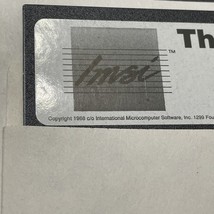 Th
Imsi
TM
Copyright 1988 c/o International Microcomputer Software, Inc. 1299 Fou